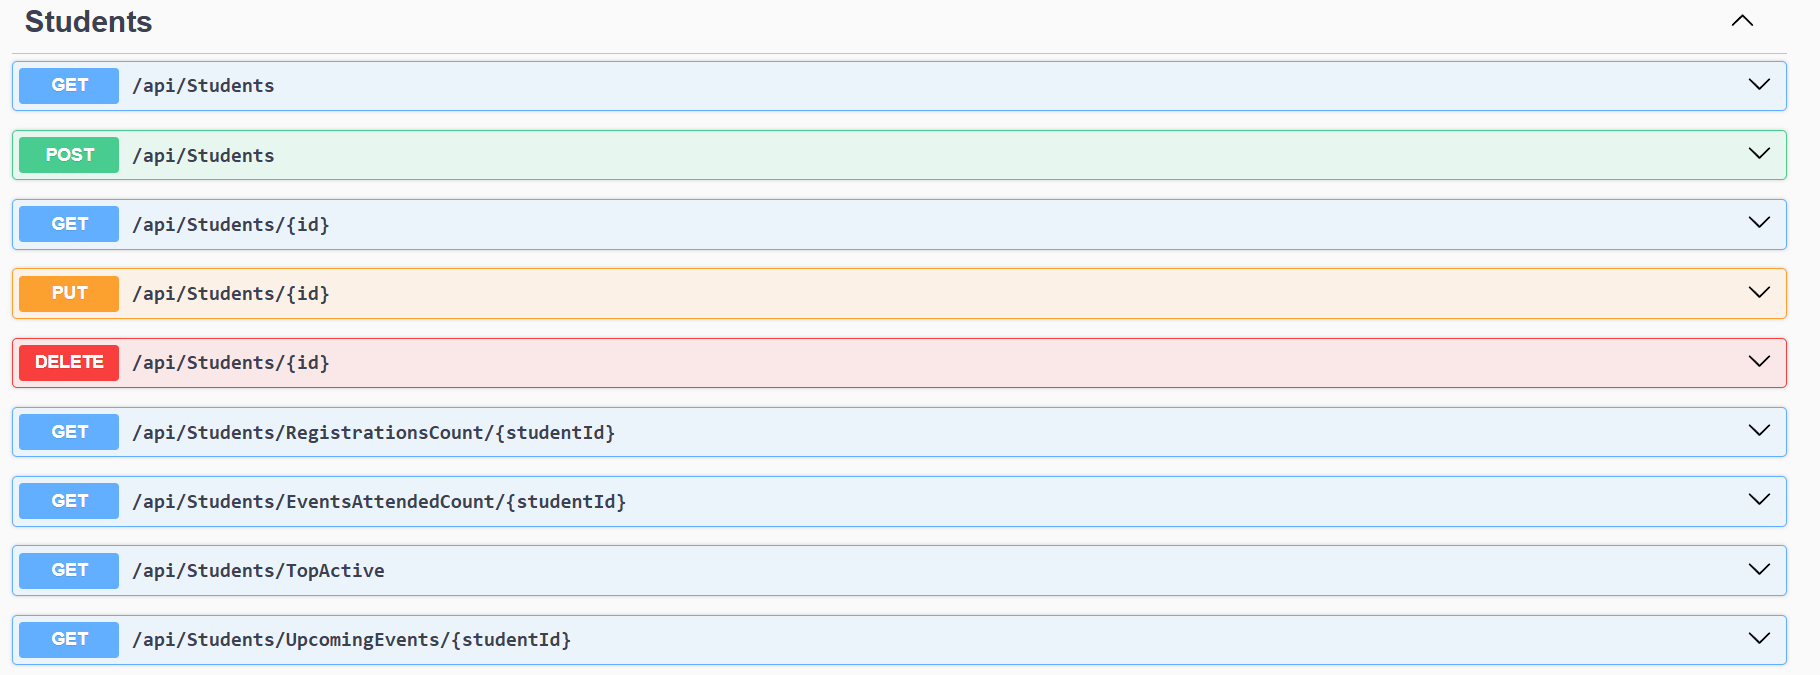 Students
GET /api/Students
POST /api/Students
GET /api/Students/{id}
PUT /api/Students/{id}
DELETE /api/Students/{id}
GET /api/Students/RegistrationsCount/{studentId}
GET /api/Students/EventsAttendedCount/{studentId}
GET /api/Students/TopActive
GET /api/Students/UpcomingEvents/{studentId}